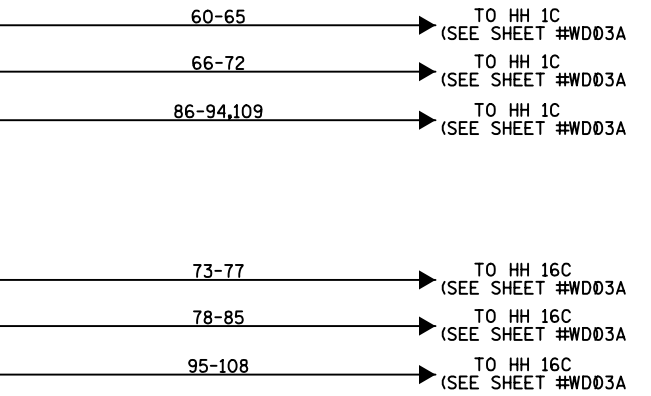 60-65
TO HH 1C
(SEE SHEET #WD03A
66-72
TO HH 1C
(SEE SHEET #WD03A
86-94,109
TO HH 1C
(SEE SHEET #WD03A
73-77
TO HH 16C
(SEE SHEET #WD03A
78-85
TO HH 16C
(SEE SHEET #WD03A
95-108
TO HH 16C
(SEE SHEET #WD03A